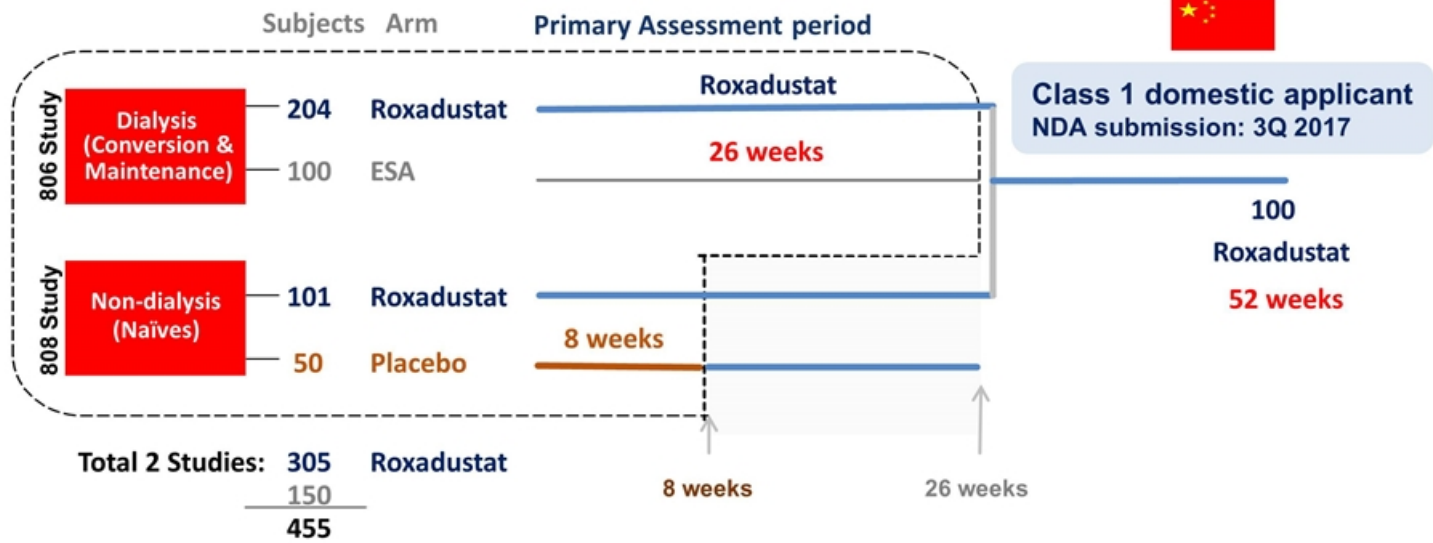 Subjects Arm Primary Assessment period
806 Study
Dialysis
(Conversion &
Maintenance)
204 Roxadustat
Roxadustat
26 weeks
100 ESA
Class 1 domestic applicant
NDA submission: 3Q 2017
100
Roxadustat
52 weeks
808 Study
Non-dialysis
(Naïves)
101 Roxadustat
8 weeks
50 Placebo
Total 2 Studies: 305 Roxadustat
150
455
8 weeks
26 weeks